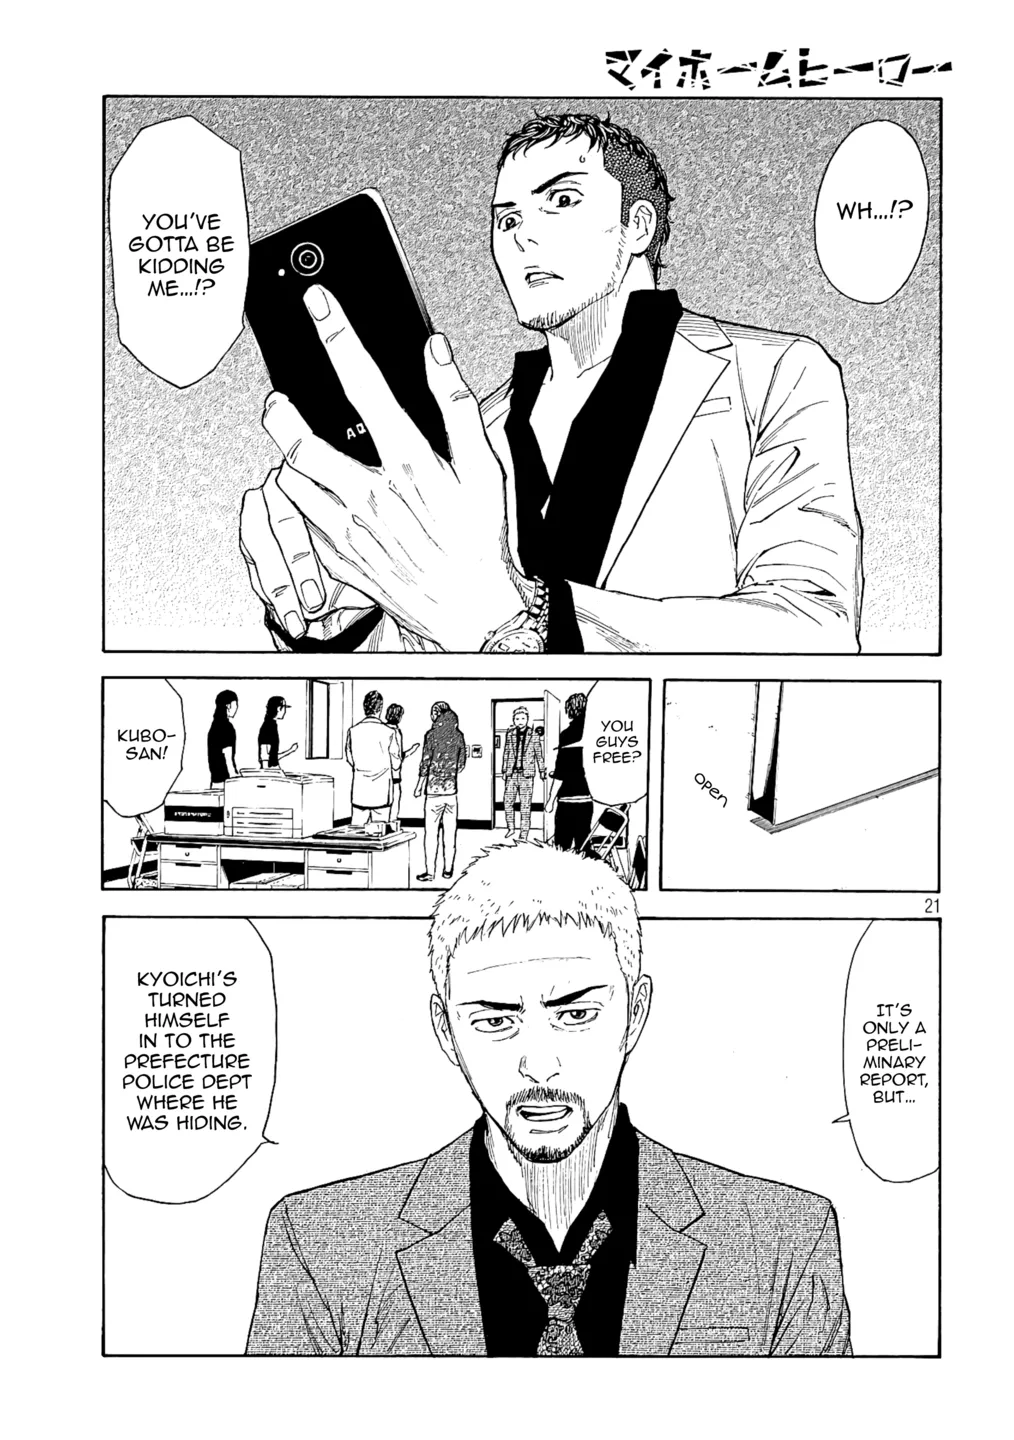 マイホームヒーロー
WH...!?
YOU'VE
GOTTA BE
KIDDING
ME...!?
AQ
open
YOU
GUYS
FREE?
KUBO-
SAN!
21
IT'S
ONLY A
PRELI-
MINARY
REPORT,
BUT...
KYOICHI'S
TURNED
HIMSELF
IN TO THE
PREFECTURE
POLICE DEPT
WHERE HE
WAS HIDING.